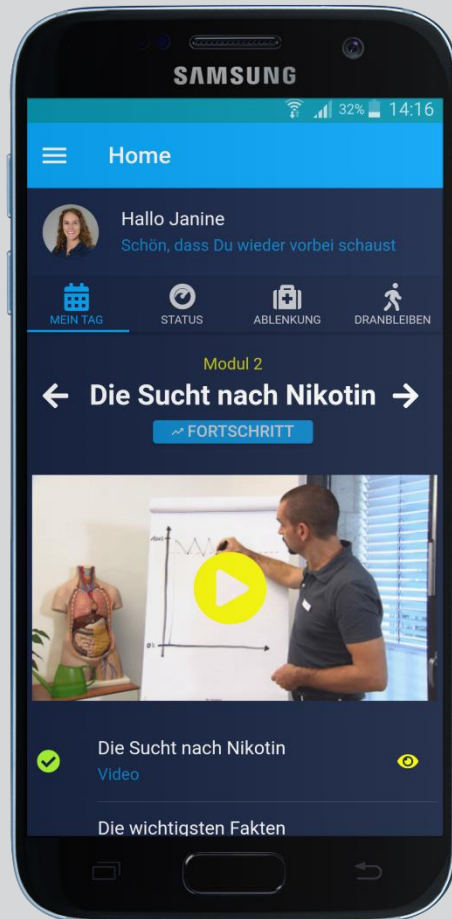 SAMSUNG
32% 14:16
Home
Hallo Janine
Schön, dass Du wieder vorbei schaust
MEIN TAG STATUS ABLENKUNG DRANBLEIBEN
Modul 2
Die Sucht nach Nikotin
FORTSCHRITT
Die Sucht nach Nikotin
Video
Die wichtigsten Fakten